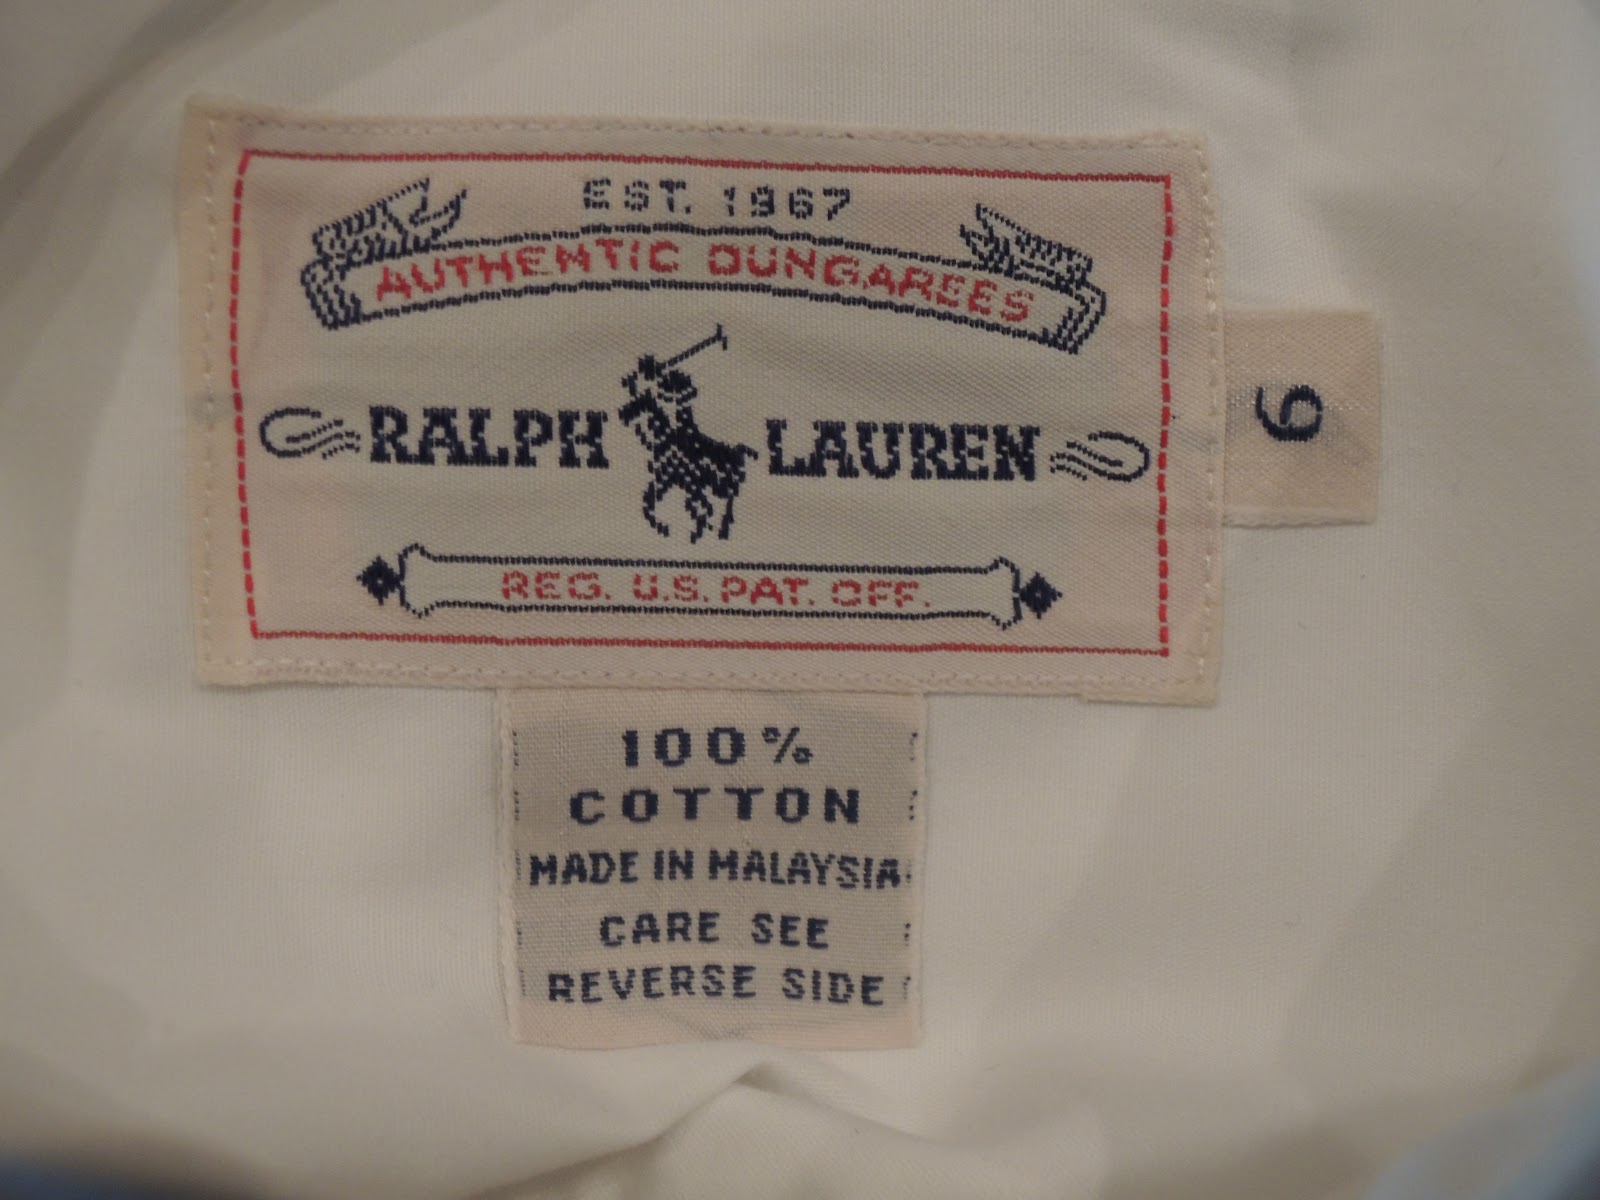 EST. 1967
AUTHENTIC DUNGAREES
RALPH LAUREN
REG. U.S. PAT. OFF.
6
100%
COTTON
MADE IN MALAYSIA
CARE SEE
REVERSE SIDE